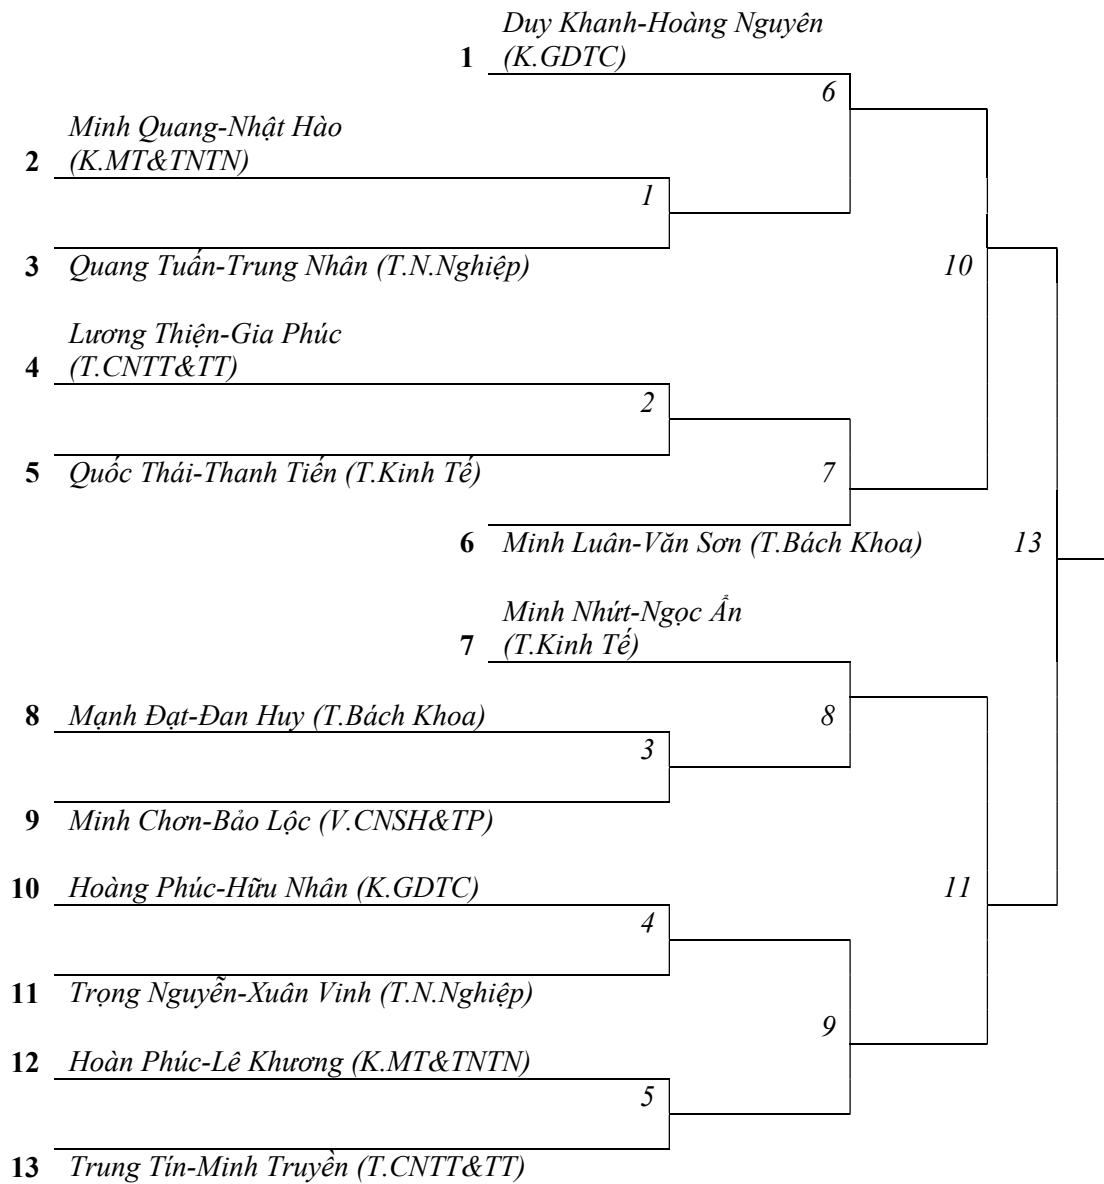 Duy Khanh-Hoàng Nguyên
1 (K.GDTC)
6
Minh Quang-Nhật Hào
2 (K.MT&TNTN)
1
3 Quang Tuấn-Trung Nhân (T.N.Nghiệp)
10
Lương Thiện-Gia Phúc
4 (T.CNTT&TT)
2
5 Quốc Thái-Thanh Tiến (T.Kinh Tế)
7
6 Minh Luân-Văn Sơn (T.Bách Khoa)
13
Minh Nhứt-Ngọc Ẩn
7 (T.Kinh Tế)
8 Mạnh Đạt-Đan Huy (T.Bách Khoa)
8
3
9 Minh Chơn-Bảo Lộc (V.CNSH&TP)
10 Hoàng Phúc-Hữu Nhân (K.GDTC)
11
4
11 Trọng Nguyễn-Xuân Vinh (T.N.Nghiệp)
9
12 Hoàn Phúc-Lê Khương (K.MT&TNTN)
5
13 Trung Tín-Minh Truyền (T.CNTT&TT)